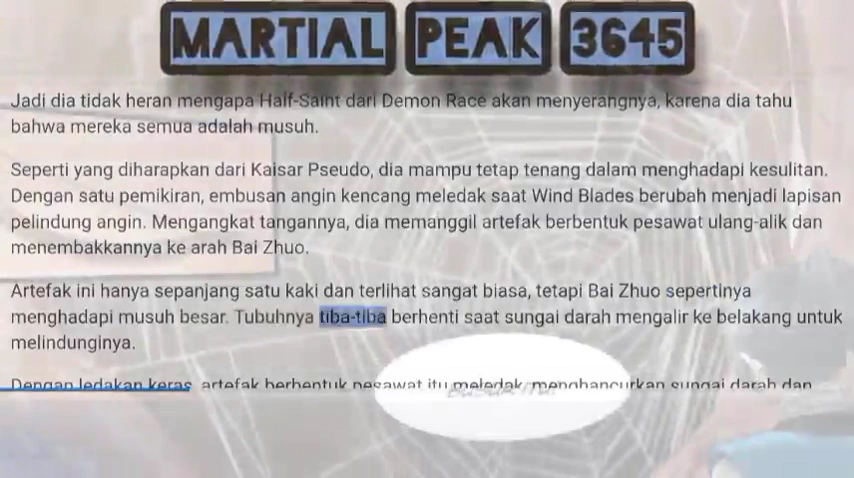 MARTIAL PEAK 3645
Jadi dia tidak heran mengapa Half-Saint dari Demon Race akan menyerangnya, karena dia tahu
bahwa mereka semua adalah musuh.
Seperti yang diharapkan dari Kaisar Pseudo, dia mampu tetap tenang dalam menghadapi kesulitan.
Dengan satu pemikiran, embusan angin kencang meledak saat Wind Blades berubah menjadi lapisan
pelindung angin. Mengangkat tangannya, dia memanggil artefak berbentuk pesawat ulang-alik dan
menembakkannya ke arah Bai Zhuo.
Artefak ini hanya sepanjang satu kaki dan terlihat sangat biasa, tetapi Bai Zhuo sepertinya
menghadapi musuh besar. Tubuhnya tiba-tiba berhenti saat sungai darah mengalir ke belakang untuk
melindunginya.
Dengan ledakan keras, artefak berbentuk pesawat itu meledak, menghancurkan sungai darah dan